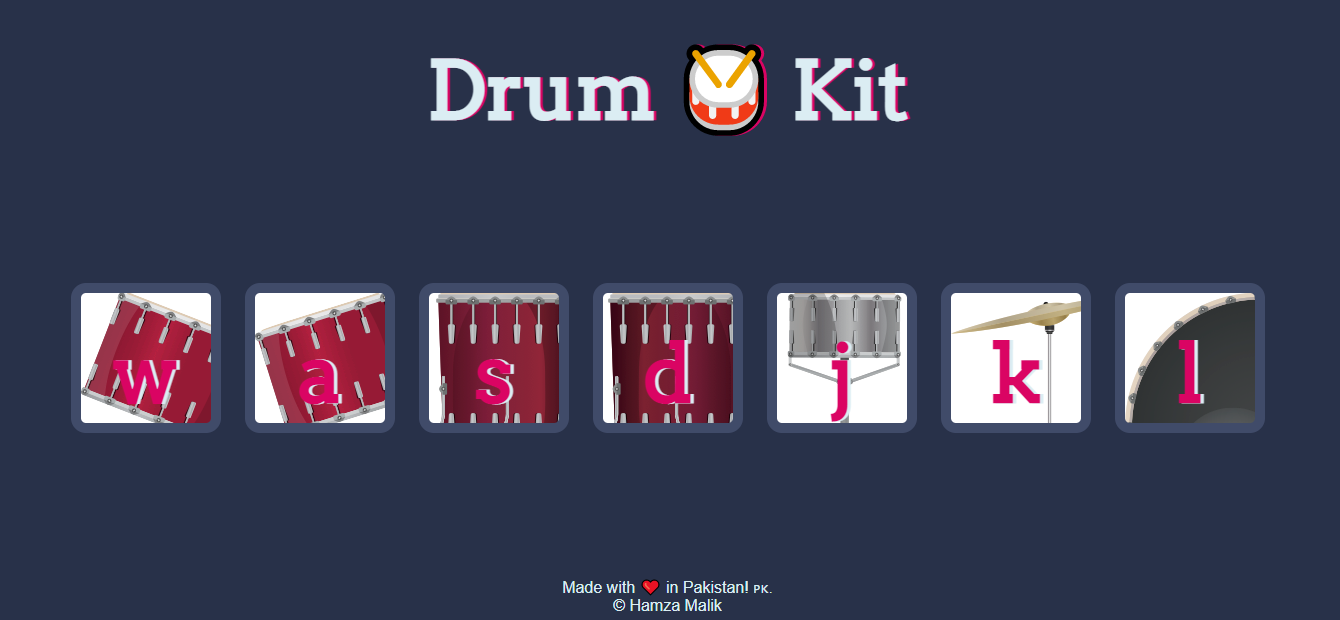 Drum 🥁 Kit
w a s d j k l
Made with ❤️ in Pakistan! PK.
© Hamza Malik